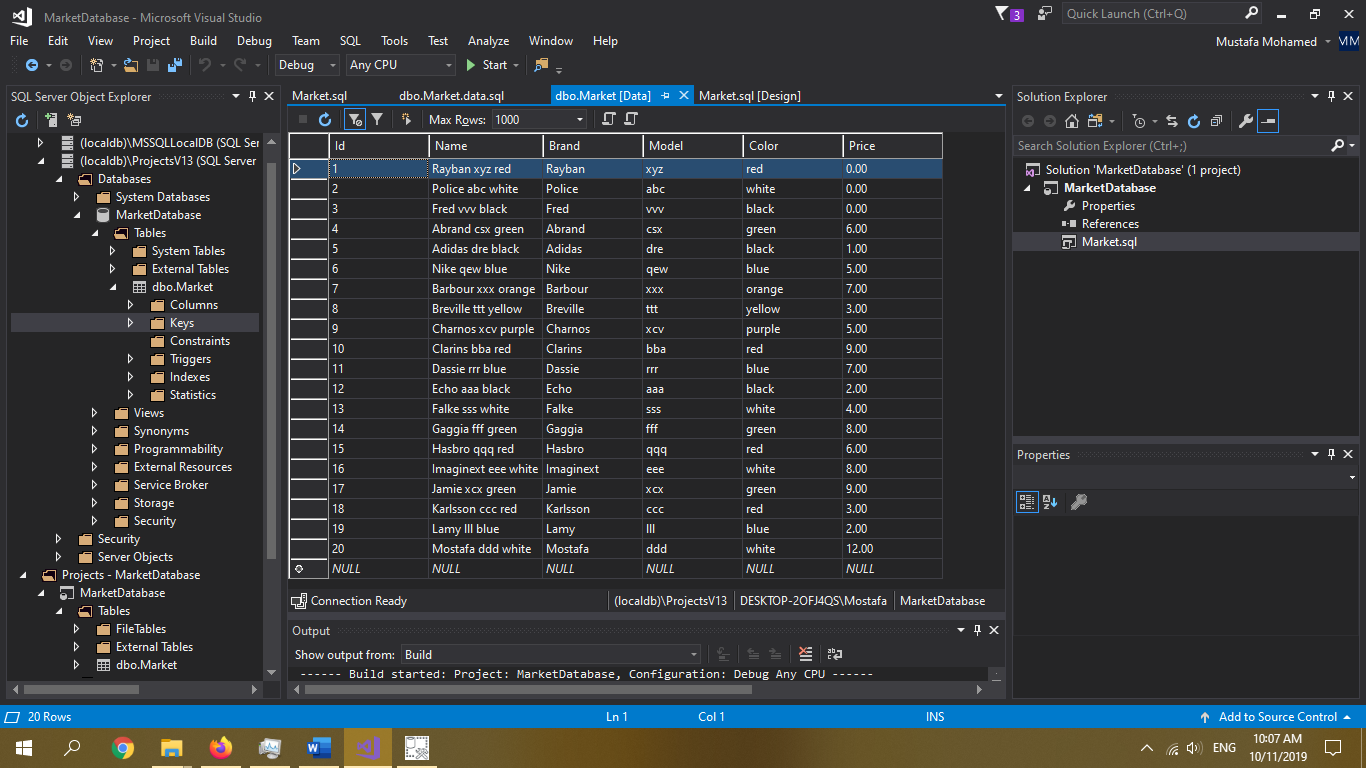 MarketDatabase - Microsoft Visual Studio
3
Quick Launch (Ctrl+Q)
File Edit View Project Build Debug Team SQL Tools Test Analyze Window Help
Mustafa Mohamed MM
Debug Any CPU Start
SQL Server Object Explorer
(localdb)\MSSQLLocalDB (SQL Ser
(localdb)\ProjectsV13 (SQL Server
Databases
System Databases
MarketDatabase
Tables
System Tables
External Tables
dbo.Market
Columns
Keys
Constraints
Triggers
Indexes
Statistics
Views
Synonyms
Programmability
External Resources
Service Broker
Storage
Security
Security
Server Objects
Projects - MarketDatabase
MarketDatabase
Tables
FileTables
External Tables
dbo.Market
Market.sql dbo.Market.data.sql dbo.Market [Data] Market.sql [Design]
Max Rows: 1000
Id Name Brand Model Color Price
1 Rayban xyz red Rayban xyz red 0.00
2 Police abc white Police abc white 0.00
3 Fred vvv black Fred vvv black 0.00
4 Abrand csx green Abrand csx green 6.00
5 Adidas dre black Adidas dre black 1.00
6 Nike qew blue Nike qew blue 5.00
7 Barbour xxx orange Barbour xxx orange 7.00
8 Breville ttt yellow Breville ttt yellow 3.00
9 Charnos xcv purple Charnos xcv purple 5.00
10 Clarins bba red Clarins bba red 9.00
11 Dassie rrr blue Dassie rrr blue 7.00
12 Echo aaa black Echo aaa black 2.00
13 Falke sss white Falke sss white 4.00
14 Gaggia fff green Gaggia fff green 8.00
15 Hasbro qqq red Hasbro qqq red 6.00
16 Imaginext eee white Imaginext eee white 8.00
17 Jamie xcx green Jamie xcx green 9.00
18 Karlsson ccc red Karlsson ccc red 3.00
19 Lamy lll blue Lamy lll blue 2.00
20 Mostafa ddd white Mostafa ddd white 12.00
NULL NULL NULL NULL NULL NULL
Connection Ready (localdb)\ProjectsV13 DESKTOP-2OFJ4QS\Mostafa MarketDatabase
Output
Show output from: Build
------ Build started: Project: MarketDatabase, Configuration: Debug Any CPU ------
Solution Explorer
Search Solution Explorer (Ctrl+;)
Solution 'MarketDatabase' (1 project)
MarketDatabase
Properties
References
Market.sql
Properties
20 Rows Ln 1 Col 1 INS Add to Source Control
ENG
10:07 AM
10/11/2019